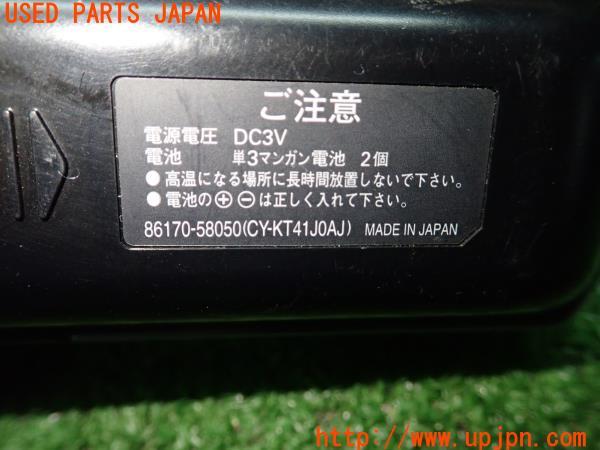 USED PARTS JAPAN
ご注意
電源電圧 DC3V
電池 単3マンガン電池 2個
●高温になる場所に長時間放置しないで下さい。
●電池の⊕⊖は正しく入れて下さい。
86170-58050(CY-KT41J0AJ) MADE IN JAPAN
http://www.upjpn.com/